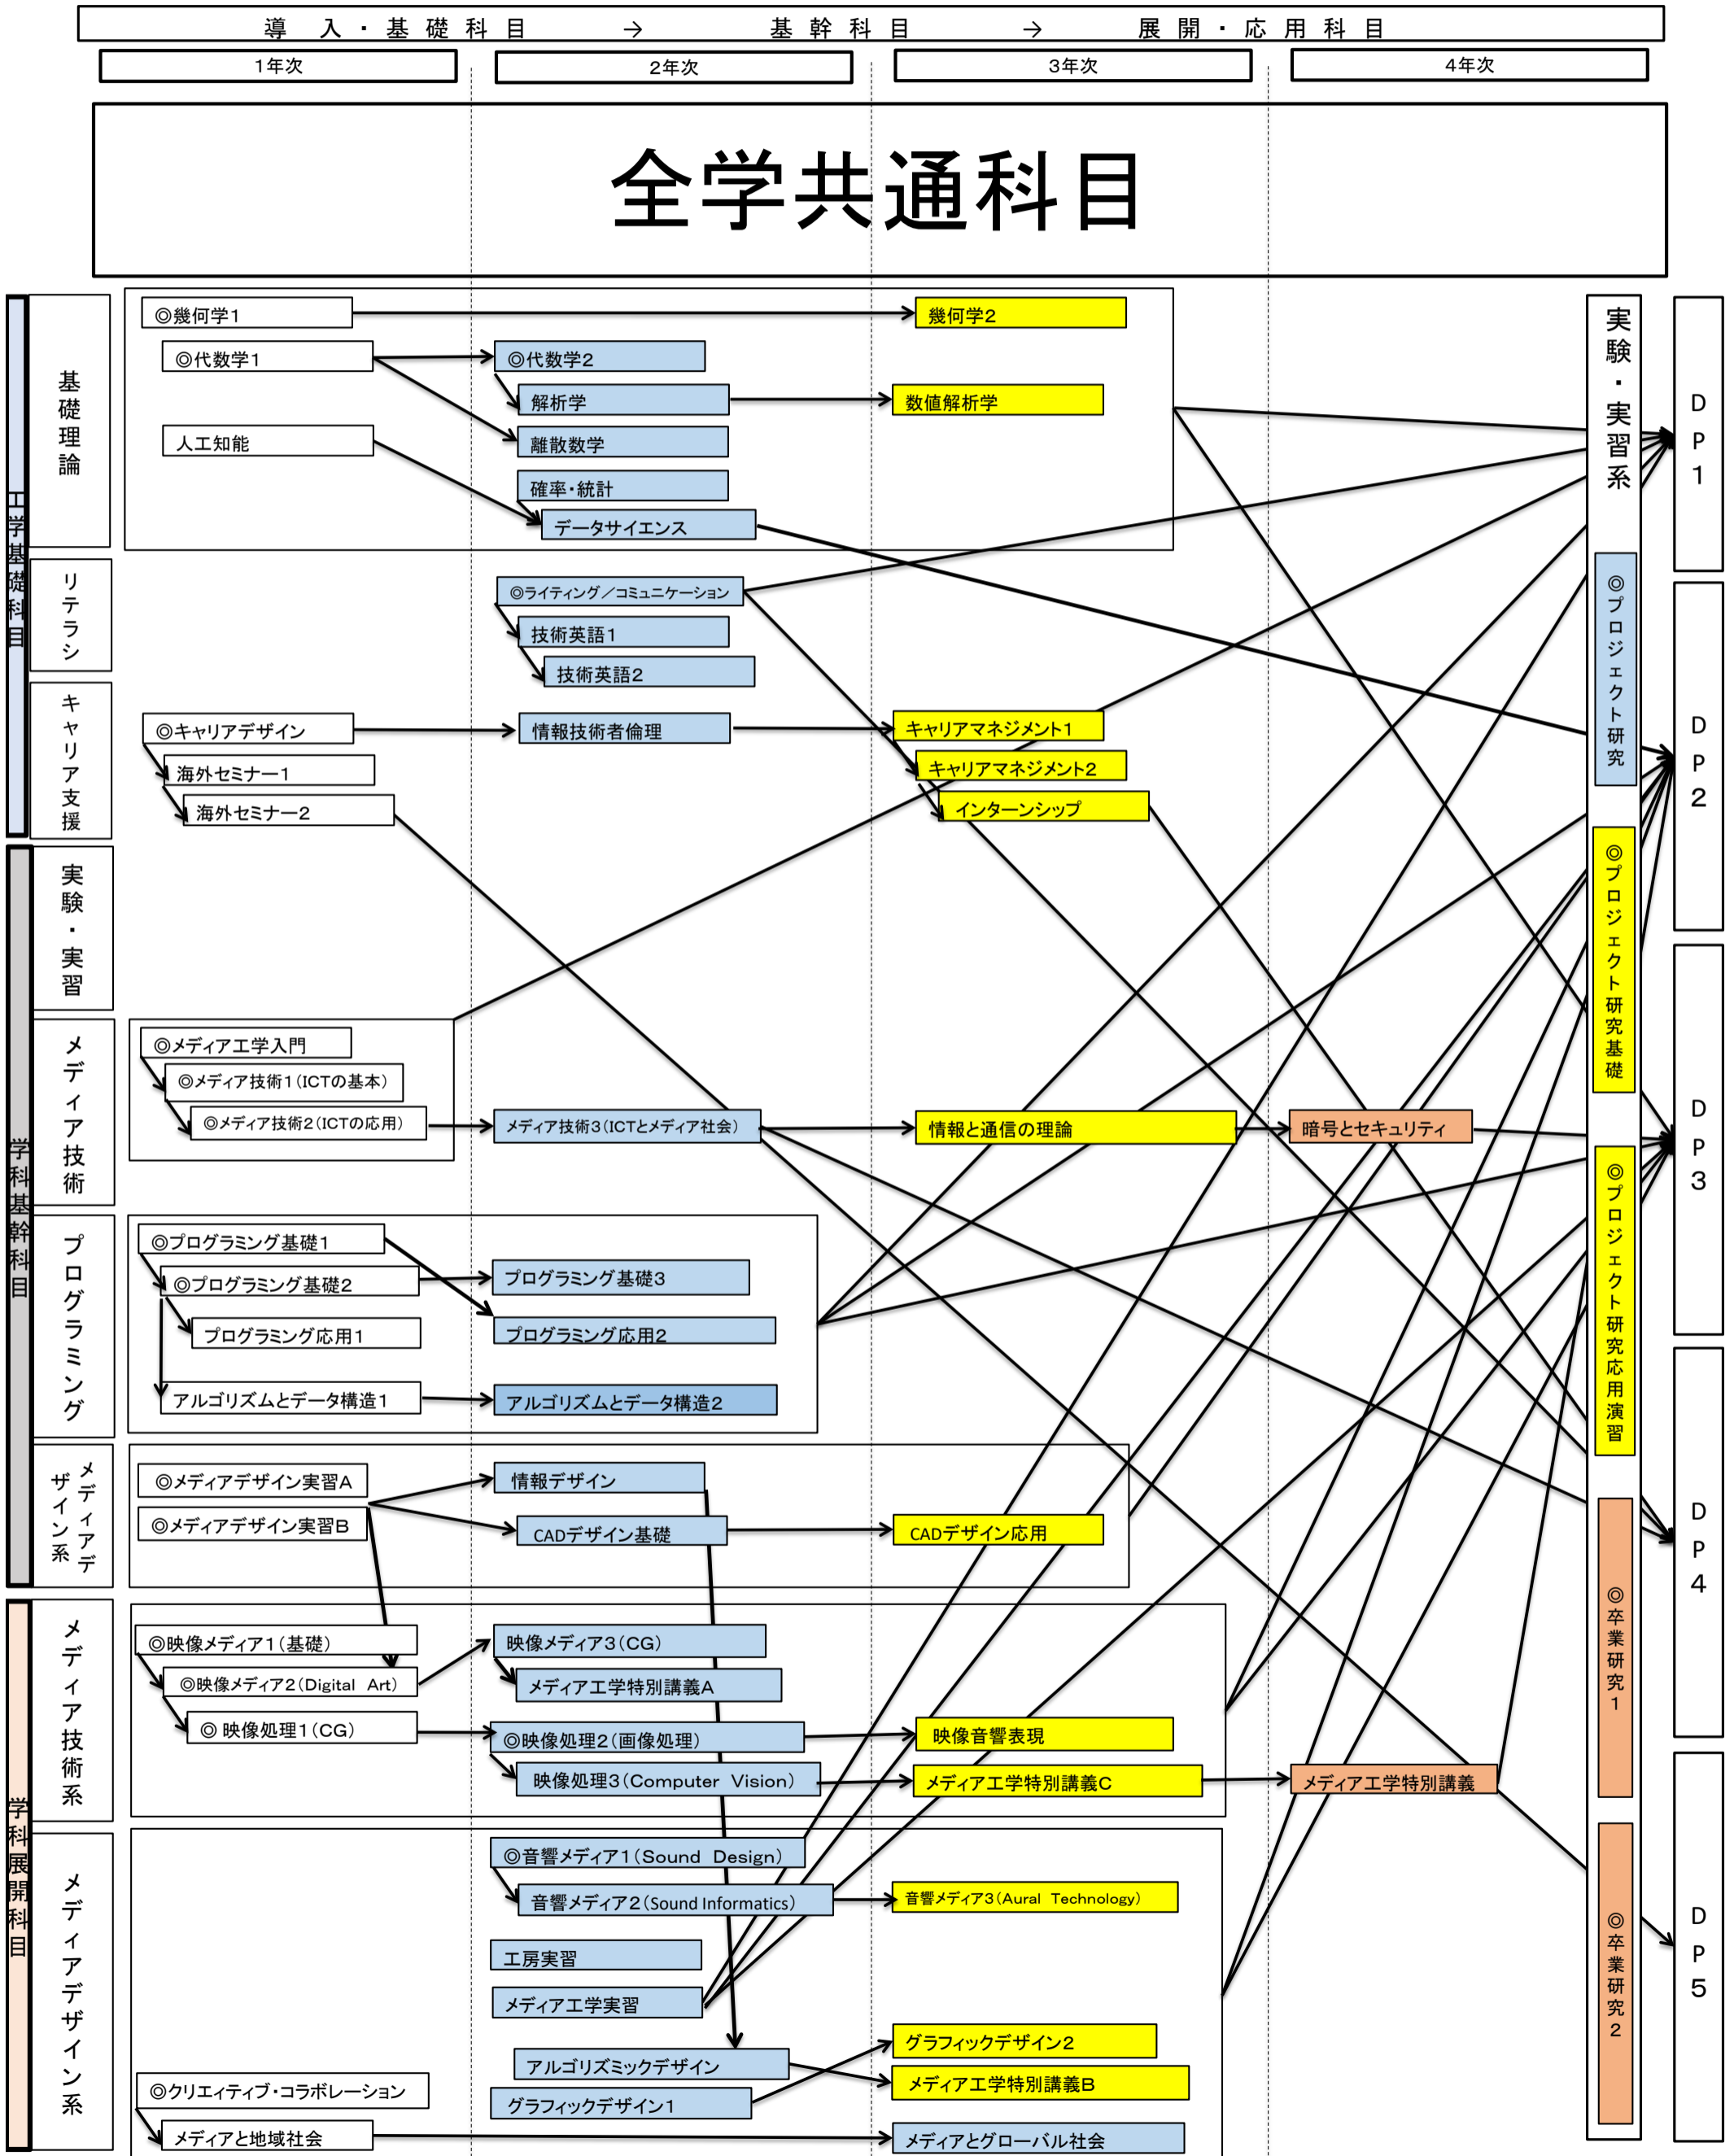 導入・基礎科目 → 基幹科目 → 展開・応用科目
1年次 2年次 3年次 4年次
全学共通科目
工学基礎科目
基礎理論
◎幾何学1
幾何学2
◎代数学1
◎代数学2
解析学
数値解析学
人工知能
離散数学
確率・統計
データサイエンス
リテラシ
◎ライティング／コミュニケーション
技術英語1
技術英語2
キャリア支援
◎キャリアデザイン
情報技術者倫理
キャリアマネジメント1
海外セミナー1
キャリアマネジメント2
海外セミナー2
インターンシップ
学科基幹科目
実験・実習
メディア技術
◎メディア工学入門
◎メディア技術1(ICTの基本)
◎メディア技術2(ICTの応用)
メディア技術3(ICTとメディア社会)
情報と通信の理論
暗号とセキュリティ
プログラミング
◎プログラミング基礎1
◎プログラミング基礎2
プログラミング基礎3
プログラミング応用1
プログラミング応用2
アルゴリズムとデータ構造1
アルゴリズムとデータ構造2
メディアデ
ザイン系
◎メディアデザイン実習A
情報デザイン
◎メディアデザイン実習B
CADデザイン基礎
CADデザイン応用
学科展開科目
メディア技術系
◎映像メディア1(基礎)
映像メディア3(CG)
◎映像メディア2(Digital Art)
メディア工学特別講義A
◎ 映像処理1(CG)
◎映像処理2(画像処理)
映像音響表現
映像処理3(Computer Vision)
メディア工学特別講義C
メディア工学特別講義
メディアデザイン系
◎音響メディア1(Sound Design)
音響メディア2(Sound Informatics)
音響メディア3(Aural Technology)
工房実習
メディア工学実習
グラフィックデザイン2
アルゴリズミックデザイン
メディア工学特別講義B
◎クリエィティブ・コラボレーション
グラフィックデザイン1
メディアと地域社会
メディアとグローバル社会
実験・実習系
◎プロジェクト研究
◎プロジェクト研究基礎
◎プロジェクト研究応用演習
◎卒業研究1
◎卒業研究2
DP1
DP2
DP3
DP4
DP5